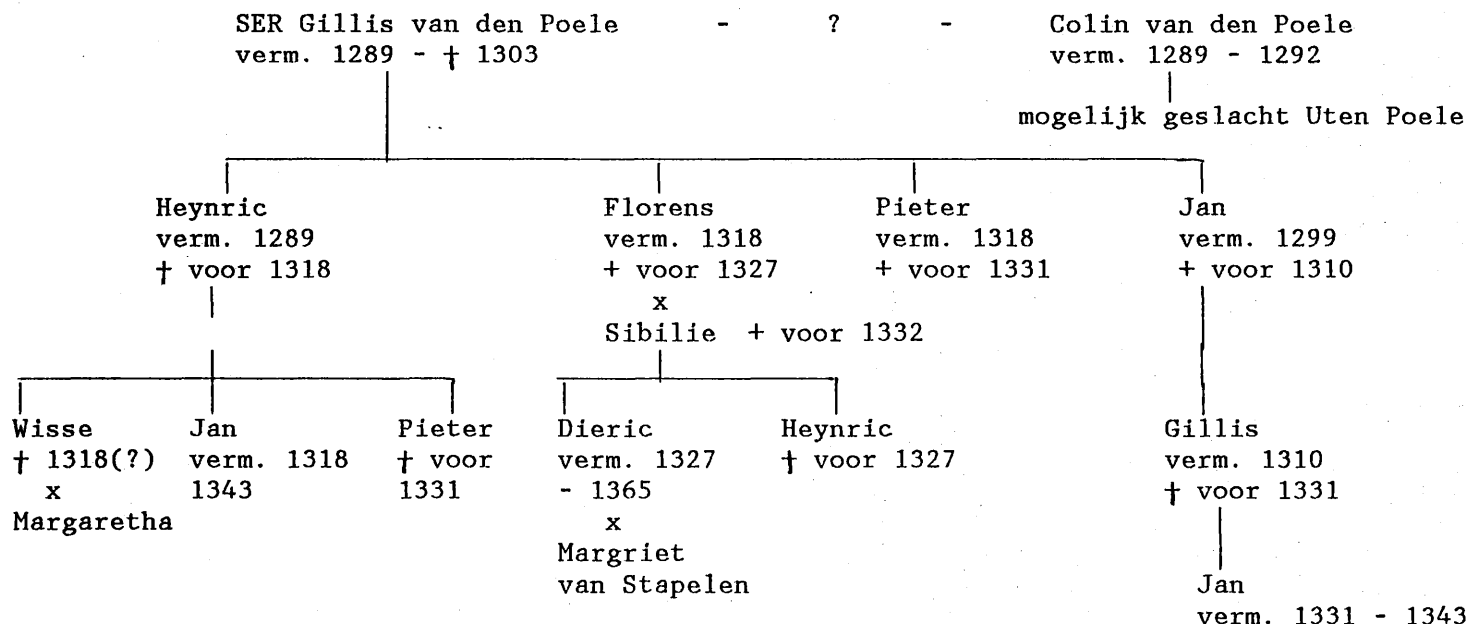 SER Gillis van den Poele - ? - Colin van den Poele
verm. 1289 - † 1303 verm. 1289 - 1292
mogelijk geslacht Uten Poele
Heynric Florens Pieter Jan
verm. 1289 verm. 1318 verm. 1318 verm. 1299
† voor 1318 + voor 1327 + voor 1331 + voor 1310
x
Sibilie + voor 1332
Wisse Jan Pieter Dieric Heynric Gillis
† 1318(?) verm. 1318 † voor verm. 1327 † voor 1327 verm. 1310
x 1343 1331 - 1365 † voor 1331
Margaretha x
Margriet
van Stapelen Jan
verm. 1331 - 1343